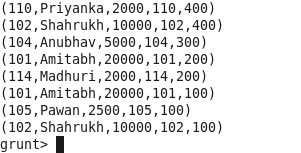 (110,Priyanka,2000,110,400)
(102,Shahrukh,10000,102,400)
(104,Anubhav,5000,104,300)
(101,Amitabh,20000,101,200)
(114,Madhuri,2000,114,200)
(101,Amitabh,20000,101,100)
(105,Pawan,2500,105,100)
(102,Shahrukh,10000,102,100)
grunt>